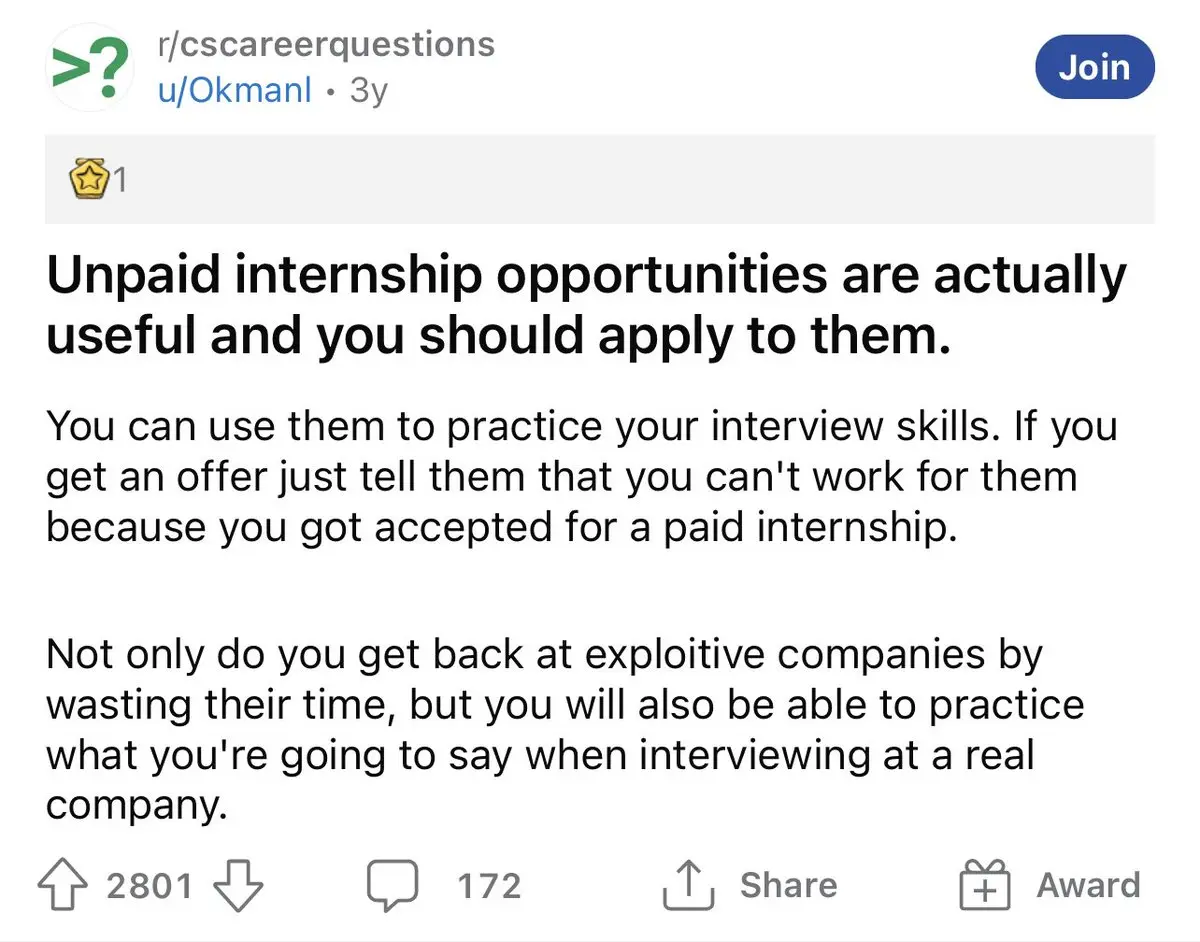 >?
r/cscareerquestions
u/Okmanl • 3y
Join
1
Unpaid internship opportunities are actually
useful and you should apply to them.
You can use them to practice your interview skills. If you
get an offer just tell them that you can't work for them
because you got accepted for a paid internship.
Not only do you get back at exploitive companies by
wasting their time, but you will also be able to practice
what you're going to say when interviewing at a real
company.
2801
172
Share
Award